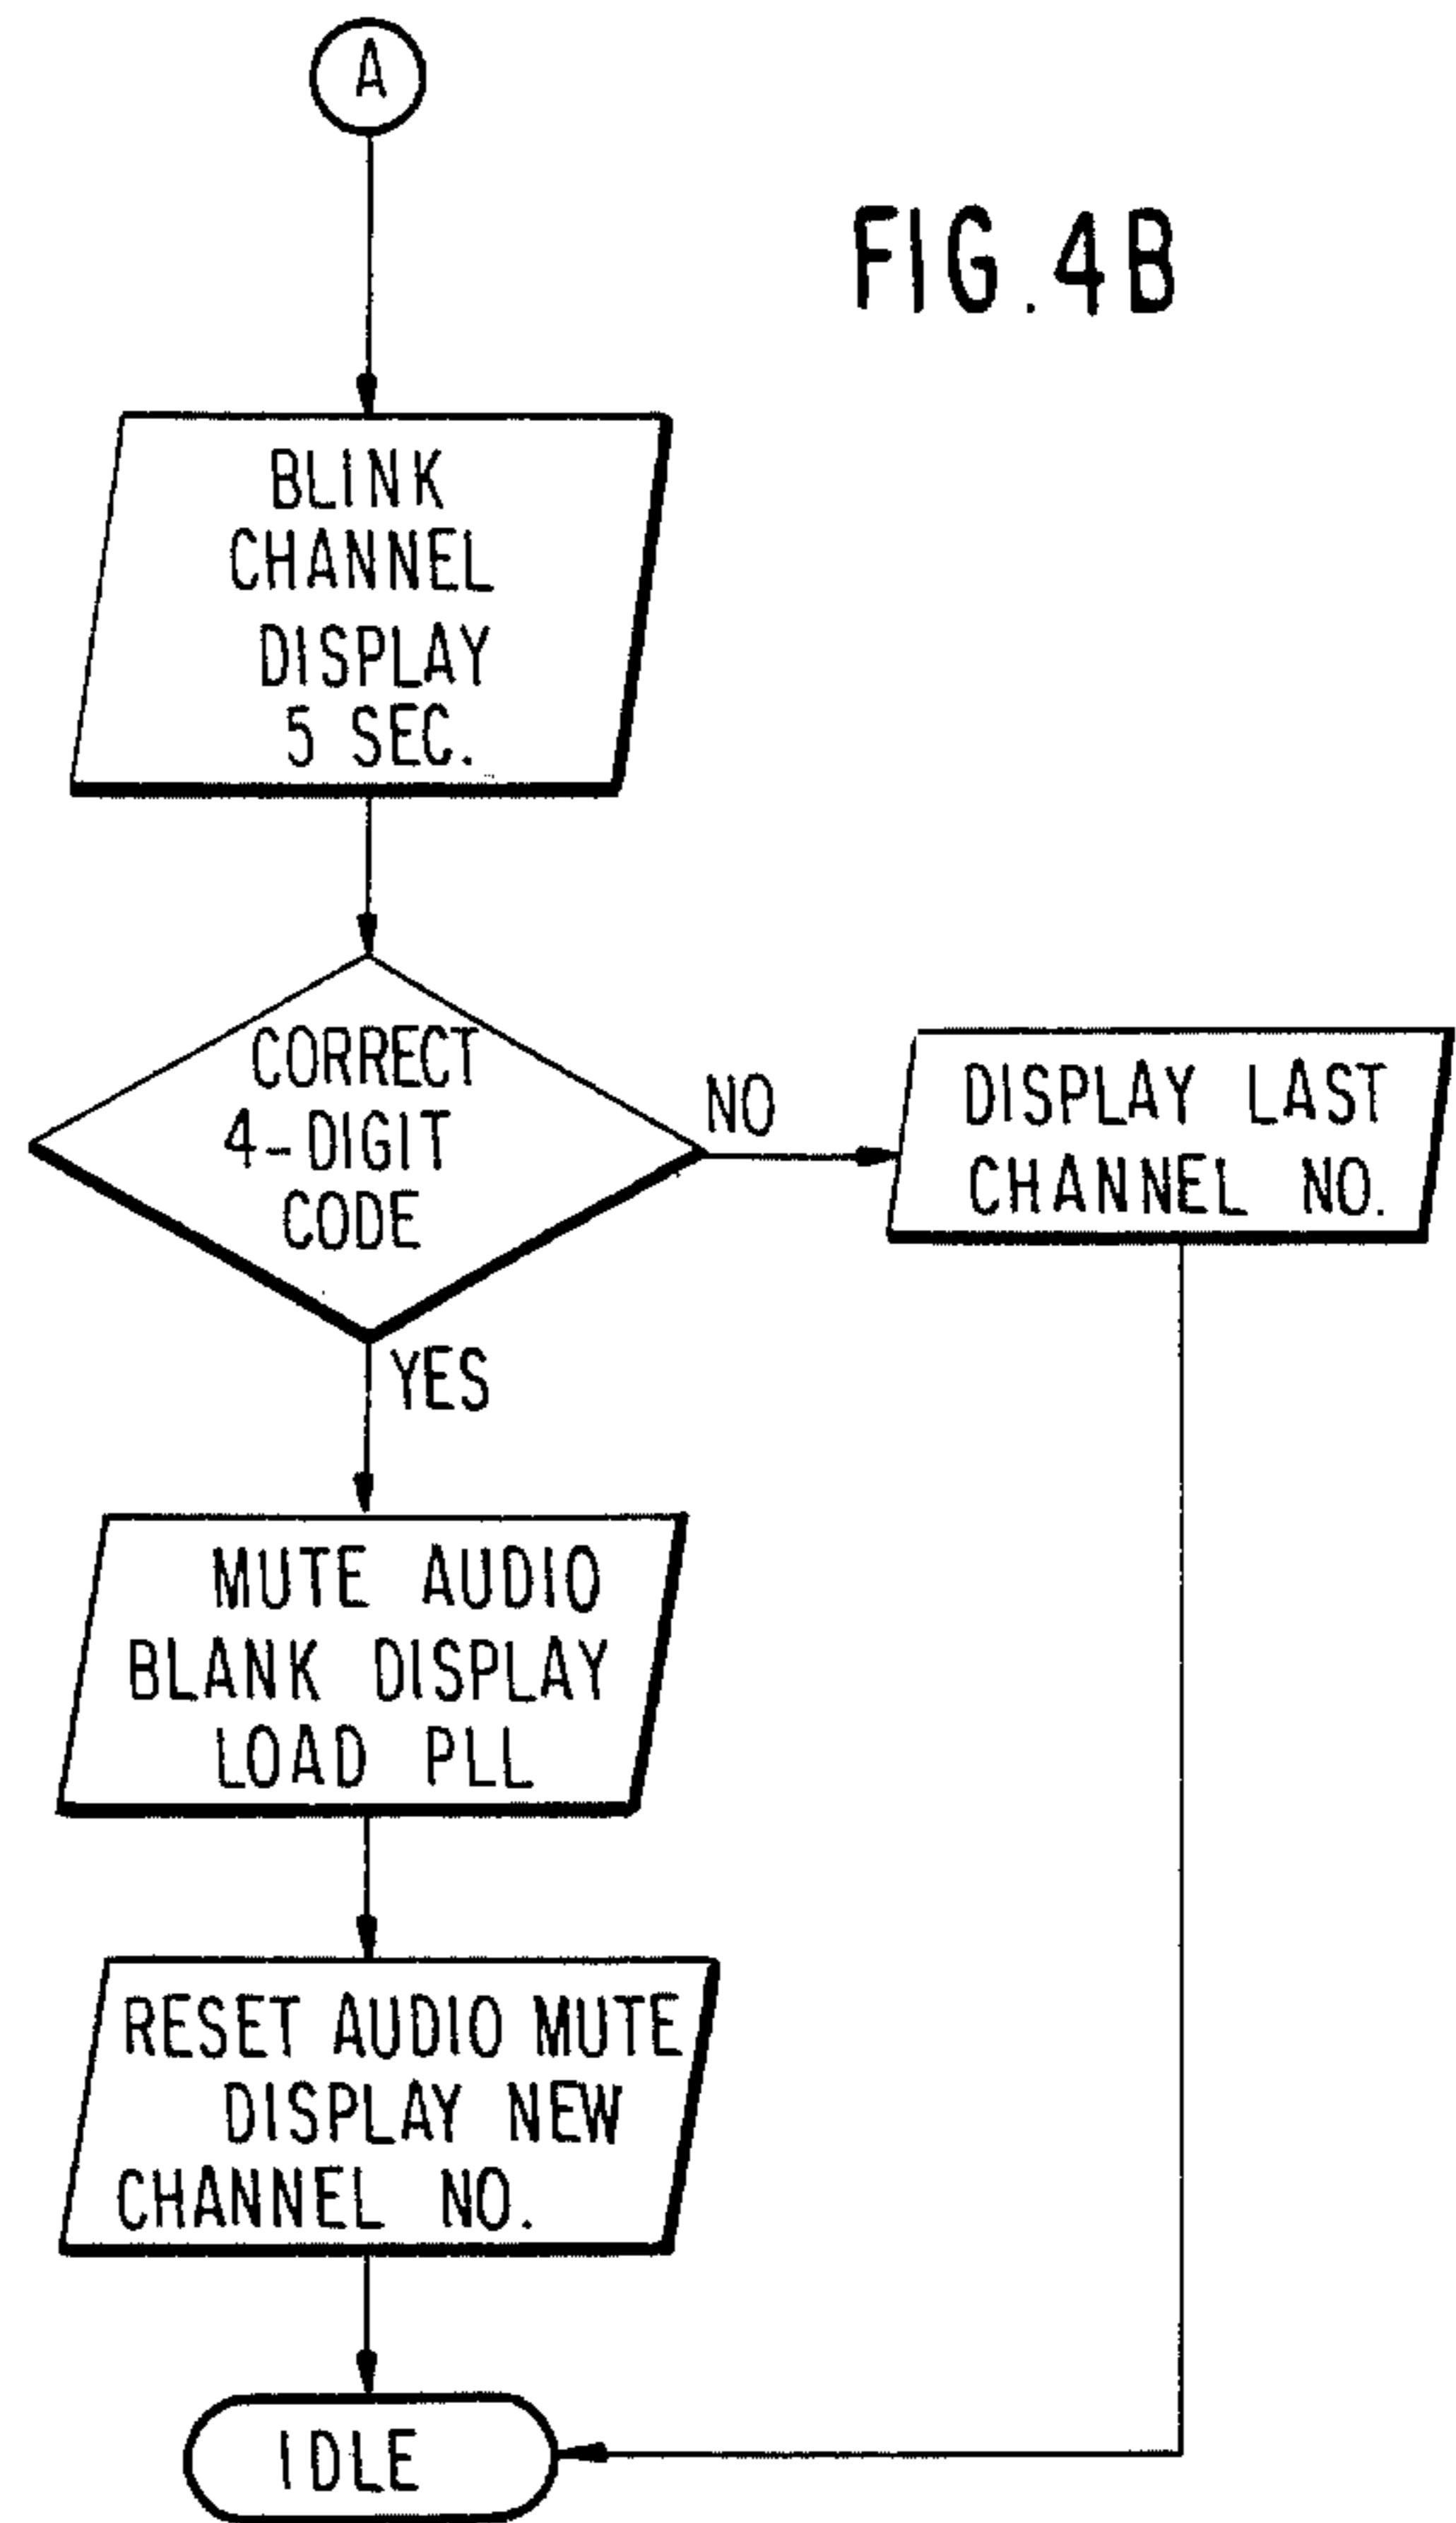 A
FIG.4B
BLINK
CHANNEL
DISPLAY
5 SEC.
CORRECT
4-DIGIT
CODE
NO
DISPLAY LAST
CHANNEL NO.
YES
MUTE AUDIO
BLANK DISPLAY
LOAD PLL
RESET AUDIO MUTE
DISPLAY NEW
CHANNEL NO.
IDLE